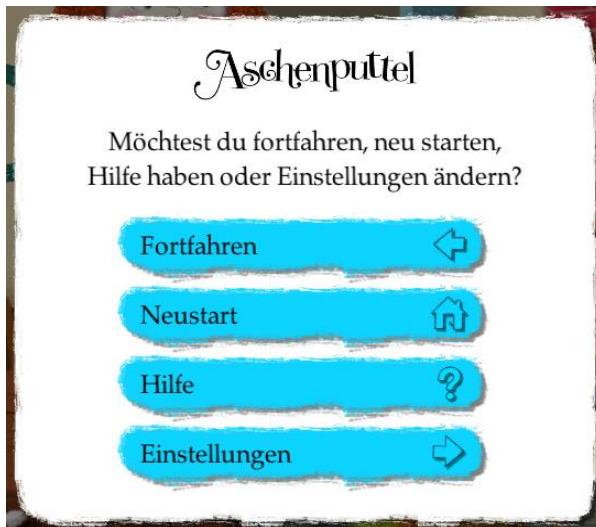 Aschenputtel
Möchtest du fortfahren, neu starten,
Hilfe haben oder Einstellungen ändern?
Fortfahren
Neustart
Hilfe
Einstellungen